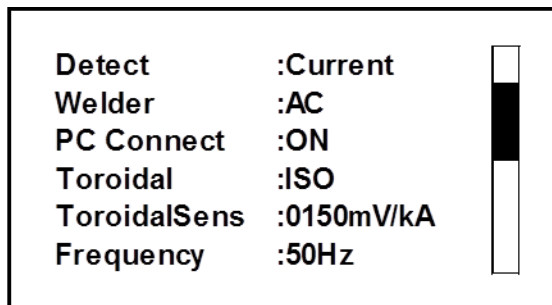 Detect :Current
Welder :AC
PC Connect :ON
Toroidal :ISO
ToroidalSens :0150mV/kA
Frequency :50Hz